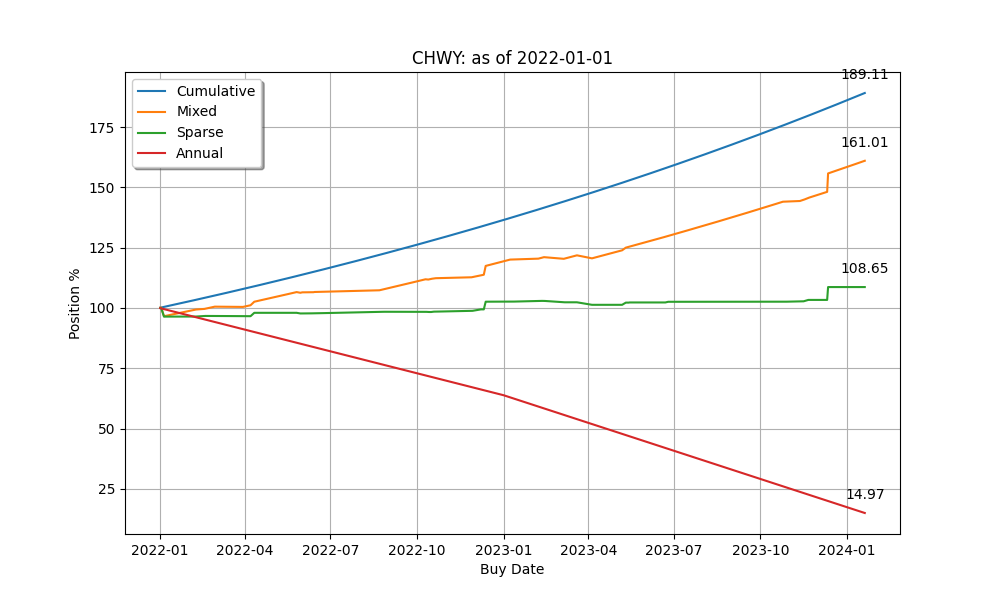 CHWY: as of 2022-01-01
189.11
Cumulative
Mixed
Sparse
Annual
161.01
108.65
14.97
175
150
125
100
75
50
25
Position %
2022-01 2022-04 2022-07 2022-10 2023-01 2023-04 2023-07 2023-10 2024-01
Buy Date